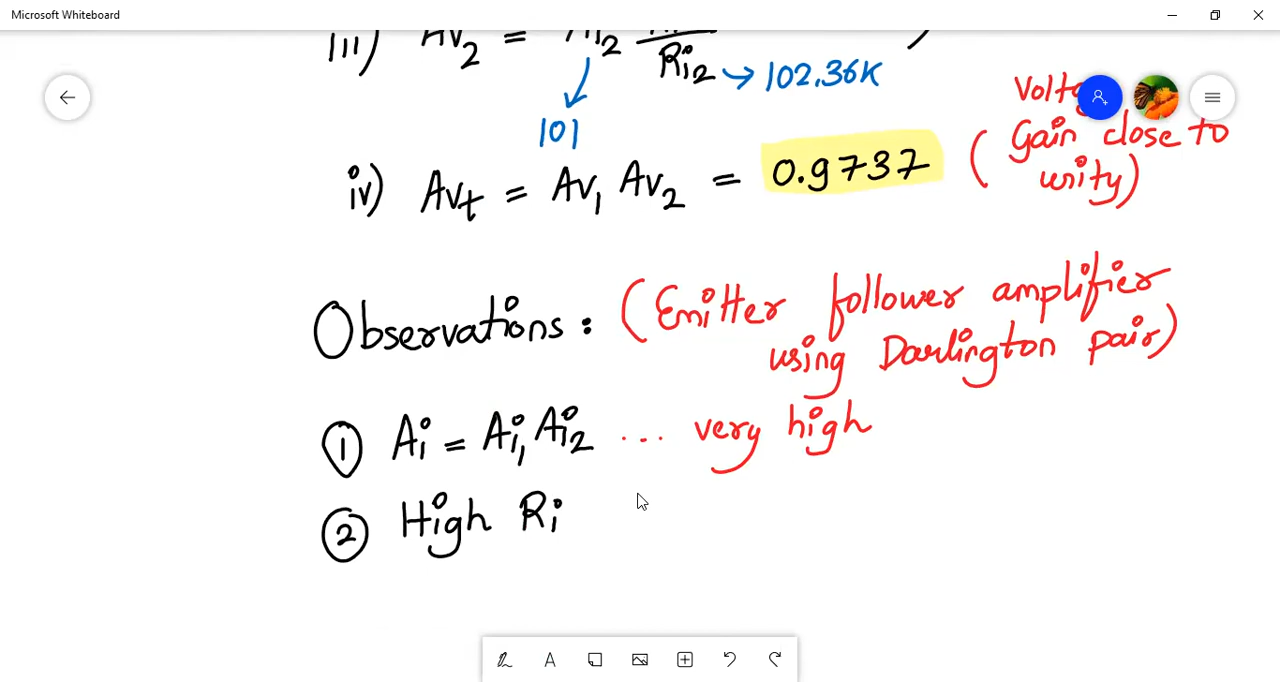 Microsoft Whiteboard
iii) Av2 = Ai2 / Ri2 → 102.36K
101
iv) Avt = Av1 Av2 = 0.9737
( Gain close to
unity)
Observations: (Emitter follower amplifier
using Darlington pair)
① Ai = Ai1 Ai2 ... very high
② High Ri
A